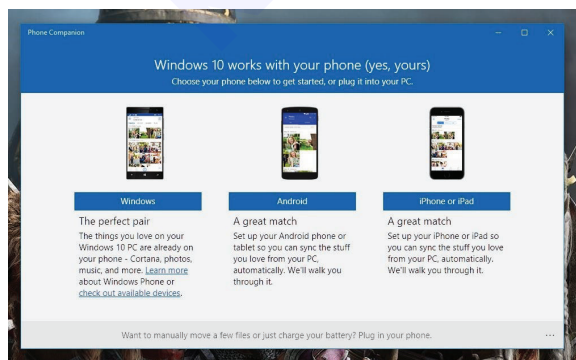 Phone Companion
Windows 10 works with your phone (yes, yours)
Choose your phone below to get started, or plug it into your PC.
Windows
The perfect pair
The things you love on your
Windows 10 PC are already on
your phone - Cortana, photos,
music, and more. Learn more
about Windows Phone or
check out available devices.
Android
A great match
Set up your Android phone or
tablet so you can sync the stuff
you love from your PC,
automatically. We'll walk you
through it.
iPhone or iPad
A great match
Set up your iPhone or iPad so
you can sync the stuff you love
from your PC, automatically.
We'll walk you through it.
Want to manually move a few files or just charge your battery? Plug in your phone.
...